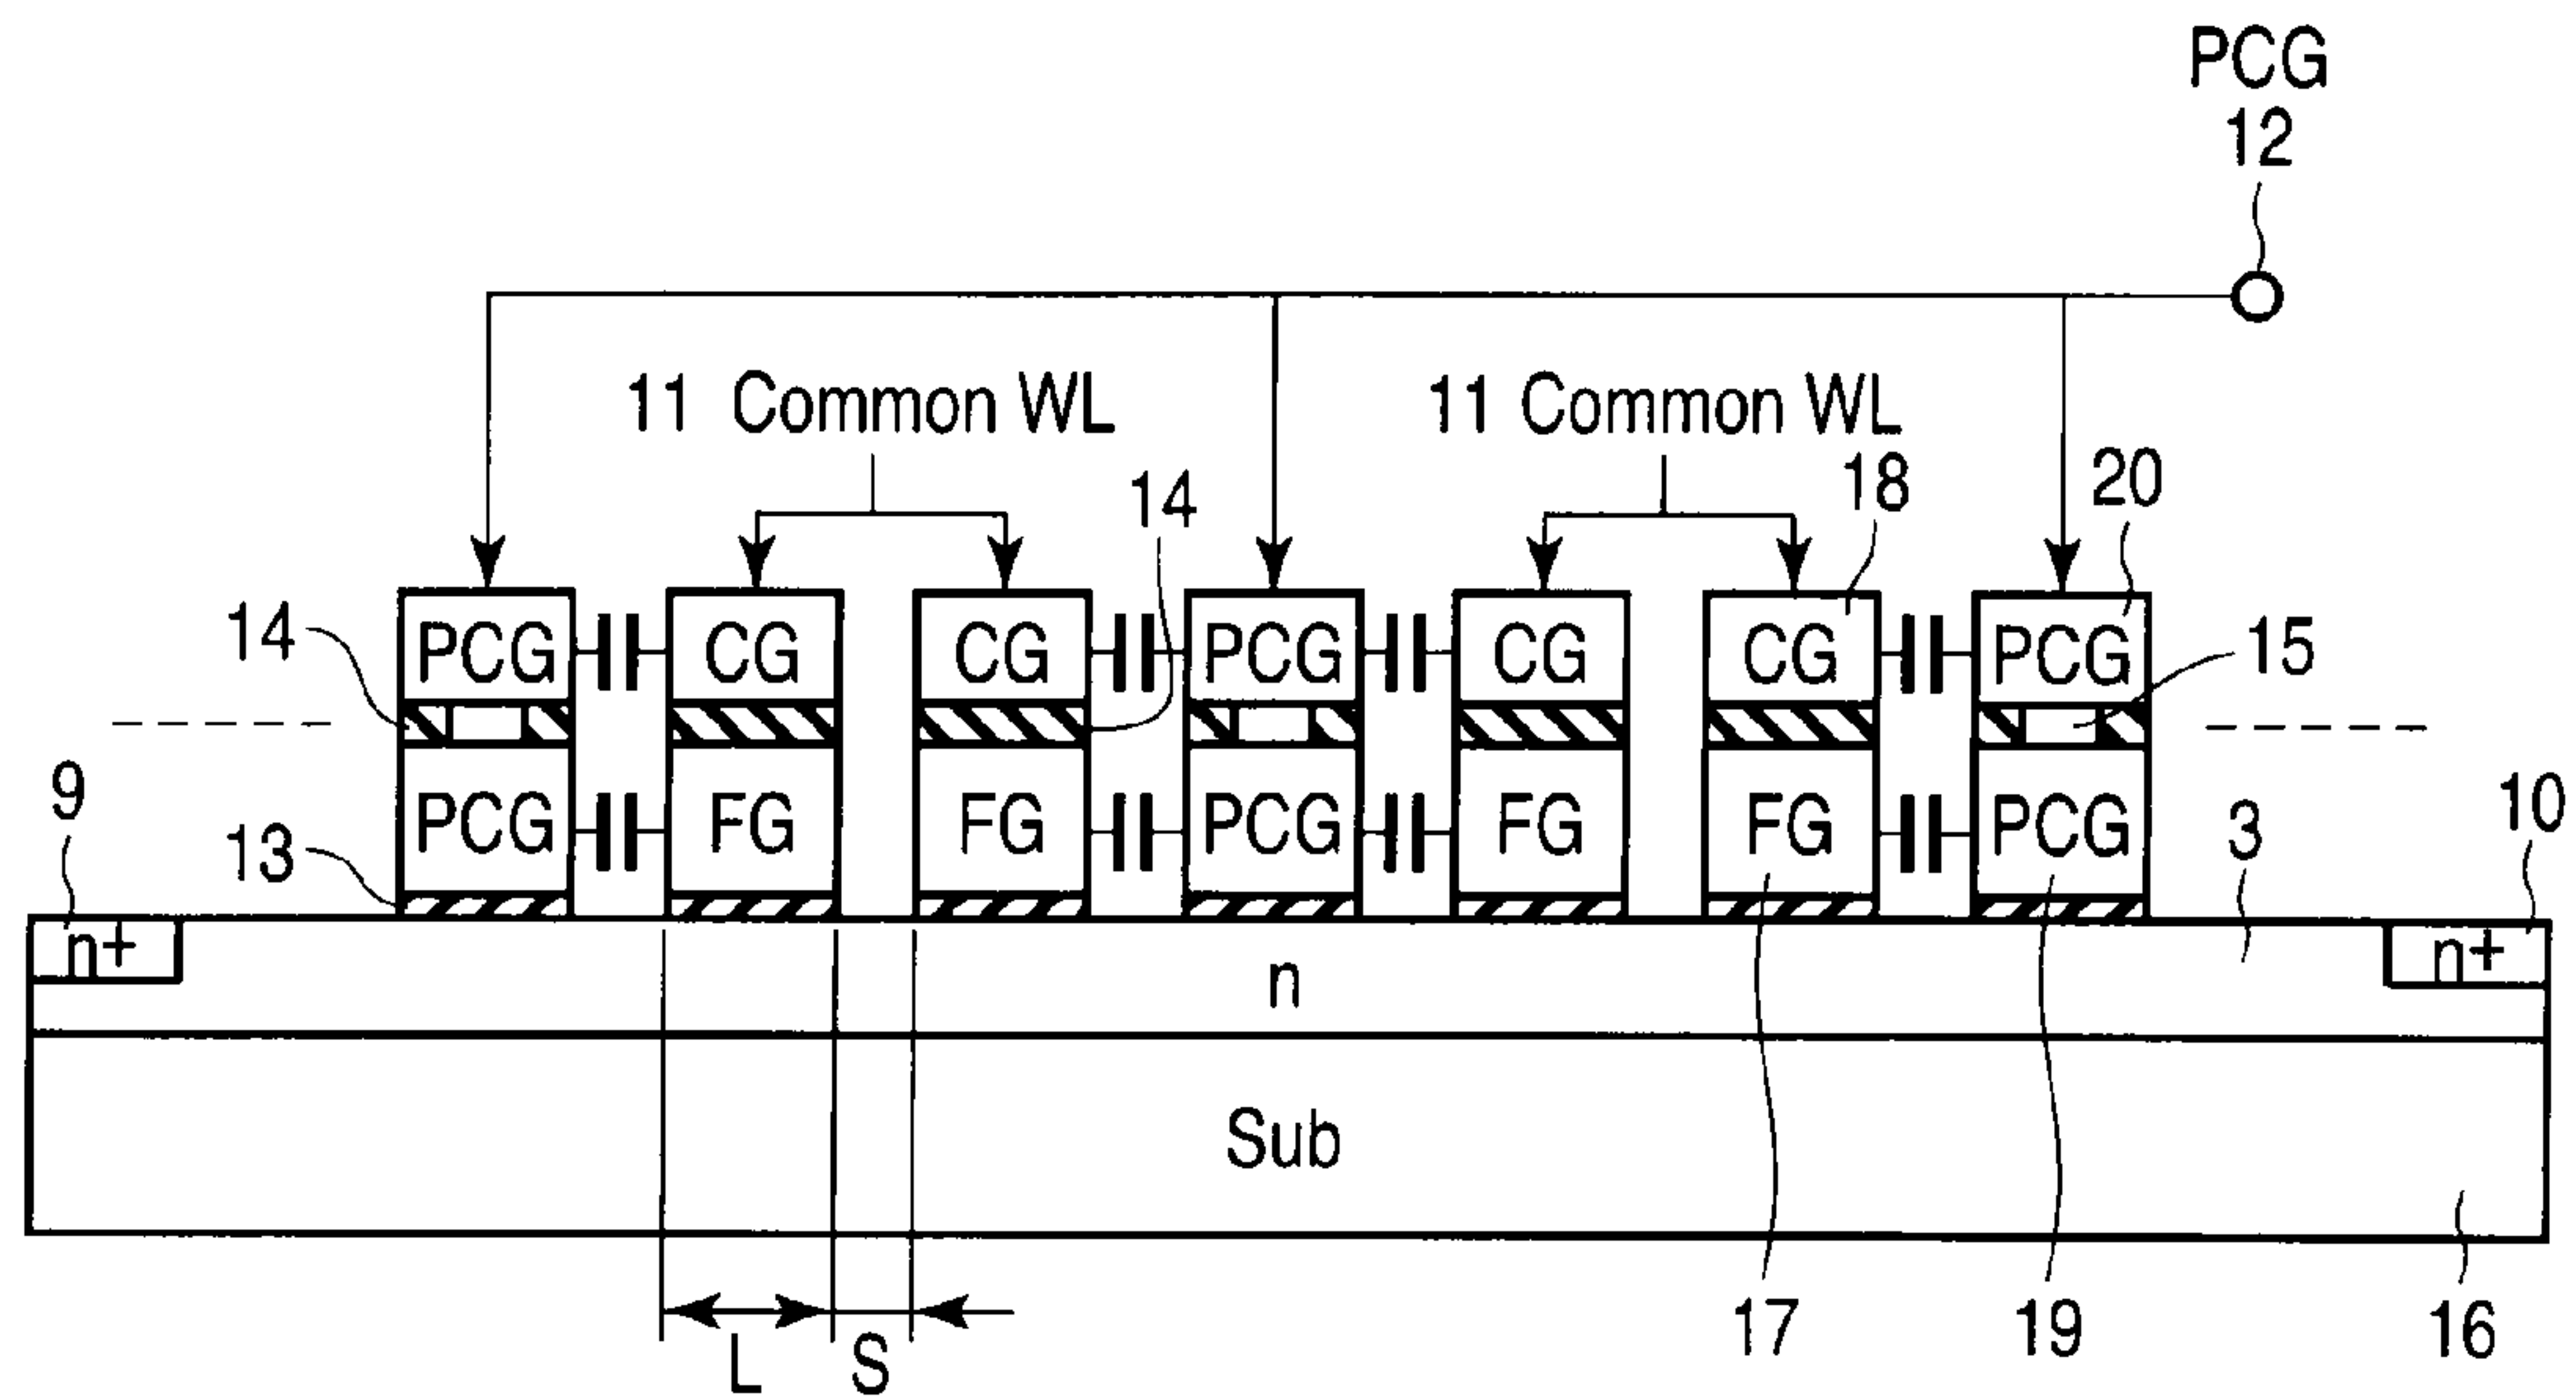 PCG
12
11 Common WL
11 Common WL
14
18
20
14
PCG
CG
CG
PCG
CG
CG
PCG
15
9
13
PCG
FG
FG
PCG
FG
FG
PCG
3
10
n+
n
n+
Sub
L
S
17
19
16